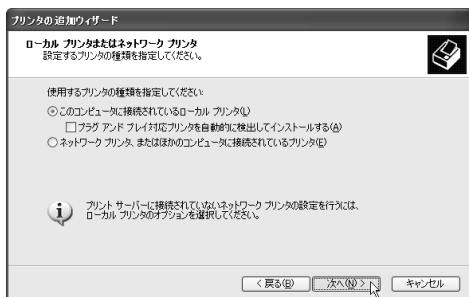 プリンタの追加ウィザード
ローカル プリンタまたはネットワーク プリンタ
設定するプリンタの種類を指定してください。
使用するプリンタの種類を指定してください:
このコンピュータに接続されているローカル プリンタ(L)
プラグ アンド プレイ対応プリンタを自動的に検出してインストールする(A)
ネットワーク プリンタ、またはほかのコンピュータに接続されているプリンタ(E)
プリント サーバーに接続されていないネットワーク プリンタの設定を行うには、
ローカル プリンタのオプションを選択してください。
< 戻る(B) 次へ(N) > キャンセル